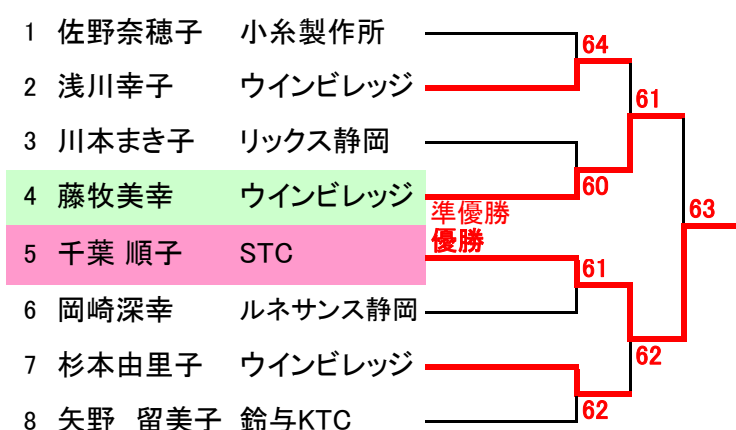 1 佐野奈穂子 小糸製作所
64
2 浅川幸子 ウインビレッジ
61
3 川本まき子 リックス静岡
60
4 藤牧美幸 ウインビレッジ
準優勝
63
優勝
5 千葉 順子 STC
61
6 岡崎深幸 ルネサンス静岡
62
7 杉本由里子 ウインビレッジ
62
8 矢野 留美子 鈴与KTC